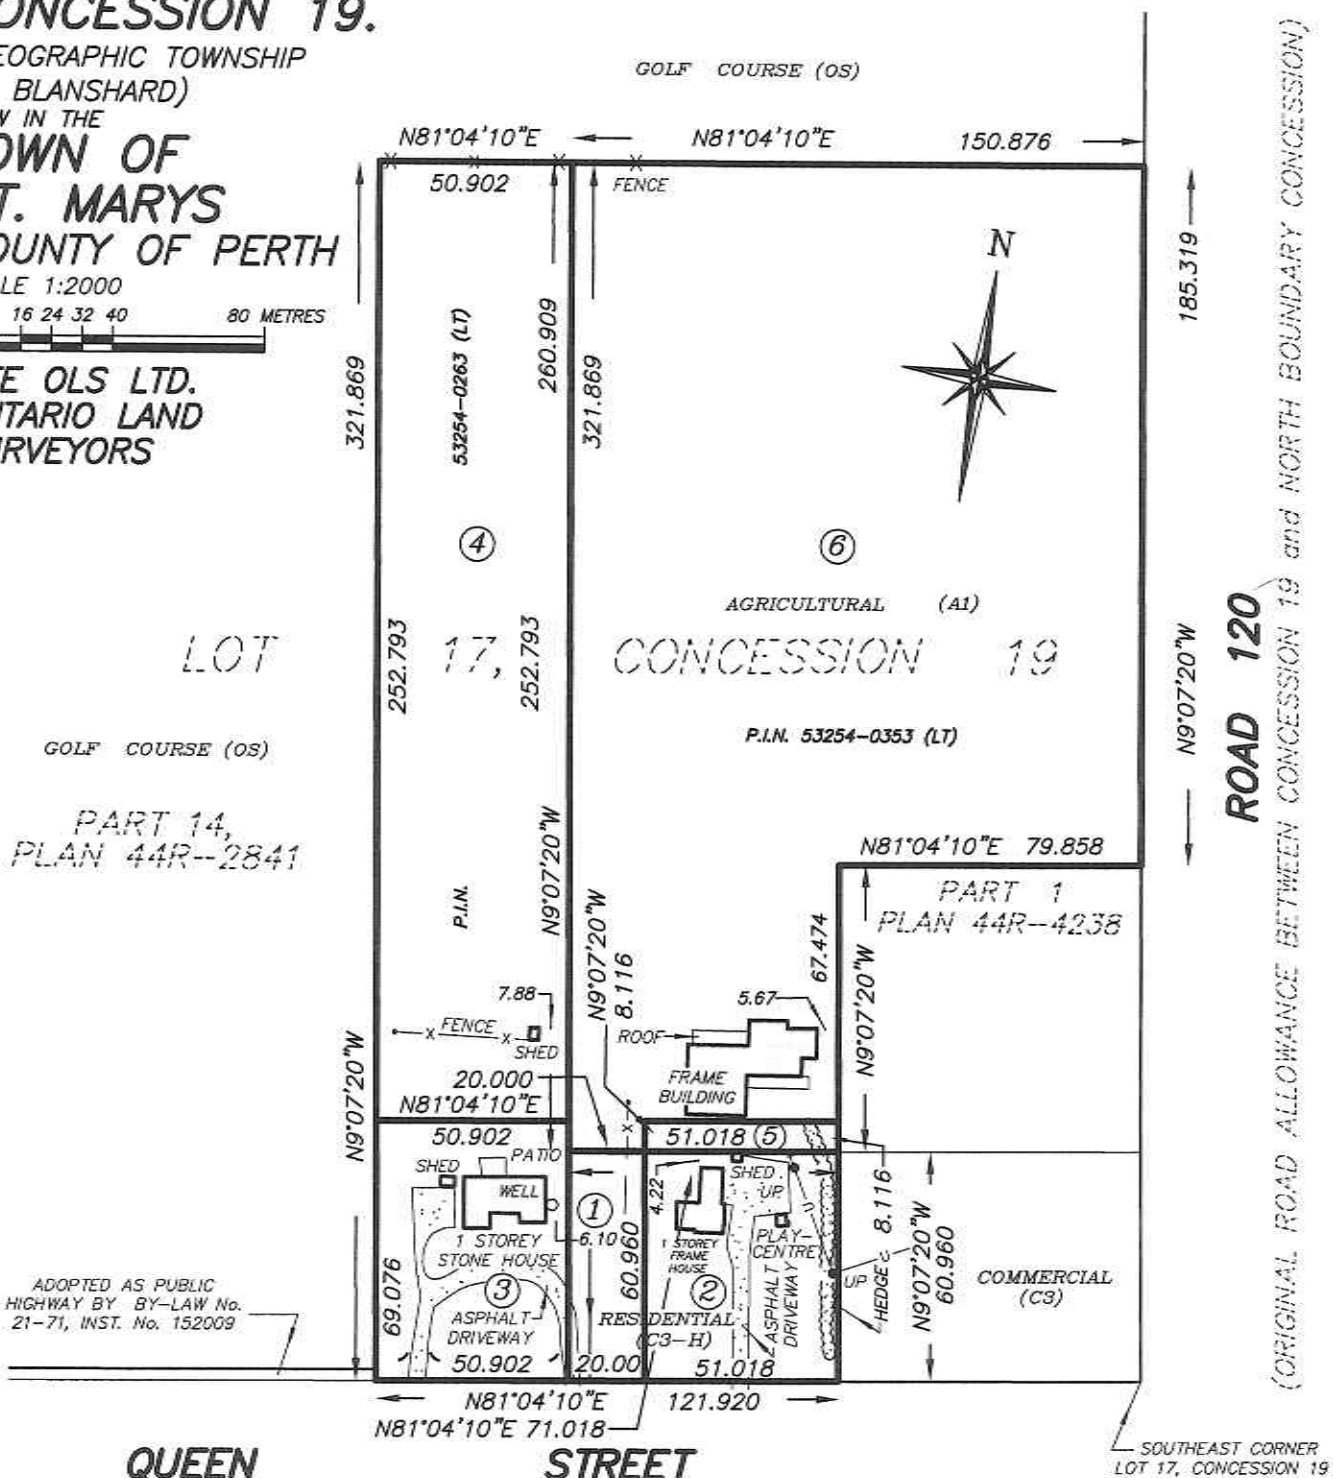 CONCESSION 19.
GEOGRAPHIC TOWNSHIP
BLANSHARD)
IN THE
OWN OF
T. MARYS
OUNTY OF PERTH
LE 1:2000
16 24 32 40 80 METRES
OLS LTD.
NTARIO LAND
URVEYORS
GOLF COURSE (OS)
N81°04'10"E
N81°04'10"E
150.876
50.902
FENCE
N
321.869
53254-0263 (LT)
260.909
321.869
185.319
4
6
AGRICULTURAL (A1)
LOT 17, CONCESSION 19
252.793
252.793
P.I.N. 53254-0353 (LT)
N9°07'20"W
ROAD 120
(ORIGINAL ROAD ALLOWANCE BETWEEN CONCESSION 19 and NORTH BOUNDARY CONCESSION)
GOLF COURSE (OS)
PART 14,
PLAN 44R-2841
P.I.N.
N9°07'20"W
N81°04'10"E 79.858
PART 1
PLAN 44R-4238
N9°07'20"W
8.116
67.474
N9°07'20"W
7.88
5.67
FENCE
SHED
ROOF
FRAME
BUILDING
20.000
N81°04'10"E
N9°07'20"W
50.902
51.018
5
PATIO
SHED
WELL
1
4.22
SHED
UP
6.10
1 STOREY
STONE HOUSE
1 STOREY
FRAME
HOUSE
PLAY-
CENTRE
60.960
8.116
UP
HEDGE
N9°07'20"W
60.960
COMMERCIAL
(C3)
69.076
3
2
ASPHALT
DRIVEWAY
RESIDENTIAL
(C3-H)
ASPHALT
DRIVEWAY
ADOPTED AS PUBLIC
HIGHWAY BY BY-LAW No.
21-71, INST. No. 152009
50.902
20.00
51.018
N81°04'10"E
121.920
N81°04'10"E 71.018
QUEEN STREET
SOUTHEAST CORNER
LOT 17, CONCESSION 19